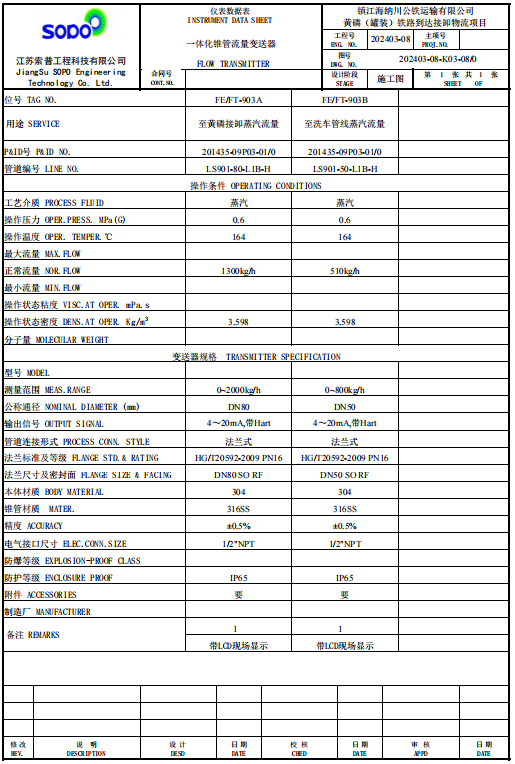 SOPO
江苏索普工程科技有限公司
JiangSu SOPO Engineering
Technology Co. Ltd.
仪表数据表
INSTRUMENT DATA SHEET
一体化锥管流量变送器
FLOW TRANSMITTER
合同号
CONT.NO.
镇江海纳川公铁运输有限公司
黄磷（罐装）铁路到达接卸物流项目
工程号 ENG. NO. 202403-08 主项号 PROJ.NO.
图号 DWG. NO. 202403-08-K03-08/0
设计阶段 STAGE 施工图 第 1 张 共 1 张 SHEET OF
位号 TAG NO. FE/FT-903A FE/FT-903B
用途 SERVICE 至黄磷接卸蒸汽流量 至洗车管线蒸汽流量
P&ID号 P&ID NO. 201435-09P03-01/0 201435-09P03-01/0
管道编号 LINE NO. LS901-80-L1B-H LS901-50-L1B-H
操作条件 OPERATING CONDITIONS
工艺介质 PROCESS FLUID 蒸汽 蒸汽
操作压力 OPER.PRESS. MPa(G) 0.6 0.6
操作温度 OPER. TEMPER.℃ 164 164
最大流量 MAX.FLOW
正常流量 NOR.FLOW 1300kg/h 510kg/h
最小流量 MIN.FLOW
操作状态粘度 VISC.AT OPER. mPa.s
操作状态密度 DENS.AT OPER. Kg/m³ 3.598 3.598
分子量 MOLECULAR WEIGHT
变送器规格 TRANSMITTER SPECIFICATION
型号 MODEL
测量范围 MEAS.RANGE 0~2000kg/h 0~800kg/h
公称通径 NOMINAL DIAMETER (mm) DN80 DN50
输出信号 OUTPUT SIGNAL 4～20mA,带Hart 4～20mA,带Hart
管道连接形式 PROCESS CONN. STYLE 法兰式 法兰式
法兰标准及等级 FLANGE STD.& RATING HG/T20592-2009 PN16 HG/T20592-2009 PN16
法兰尺寸及密封面 FLANGE SIZE & FACING DN80 SO RF DN50 SO RF
本体材质 BODY MATERIAL 304 304
锥管材质 MATER. 316SS 316SS
精度 ACCURACY ±0.5% ±0.5%
电气接口尺寸 ELEC.CONN.SIZE 1/2"NPT 1/2"NPT
防爆等级 EXPLOSION-PROOF CLASS
防护等级 ENCLOSURE PROOF IP65 IP65
附件 ACCESSORIES 要 要
制造厂 MANUFACTURER
备注 REMARKS 1 1
带LCD现场显示 带LCD现场显示
修改 说 明 设 计 日 期 校 核 日 期 审 核 日 期
REV. DESCRIPTION DESD DATE CHED DATE APPD DATE